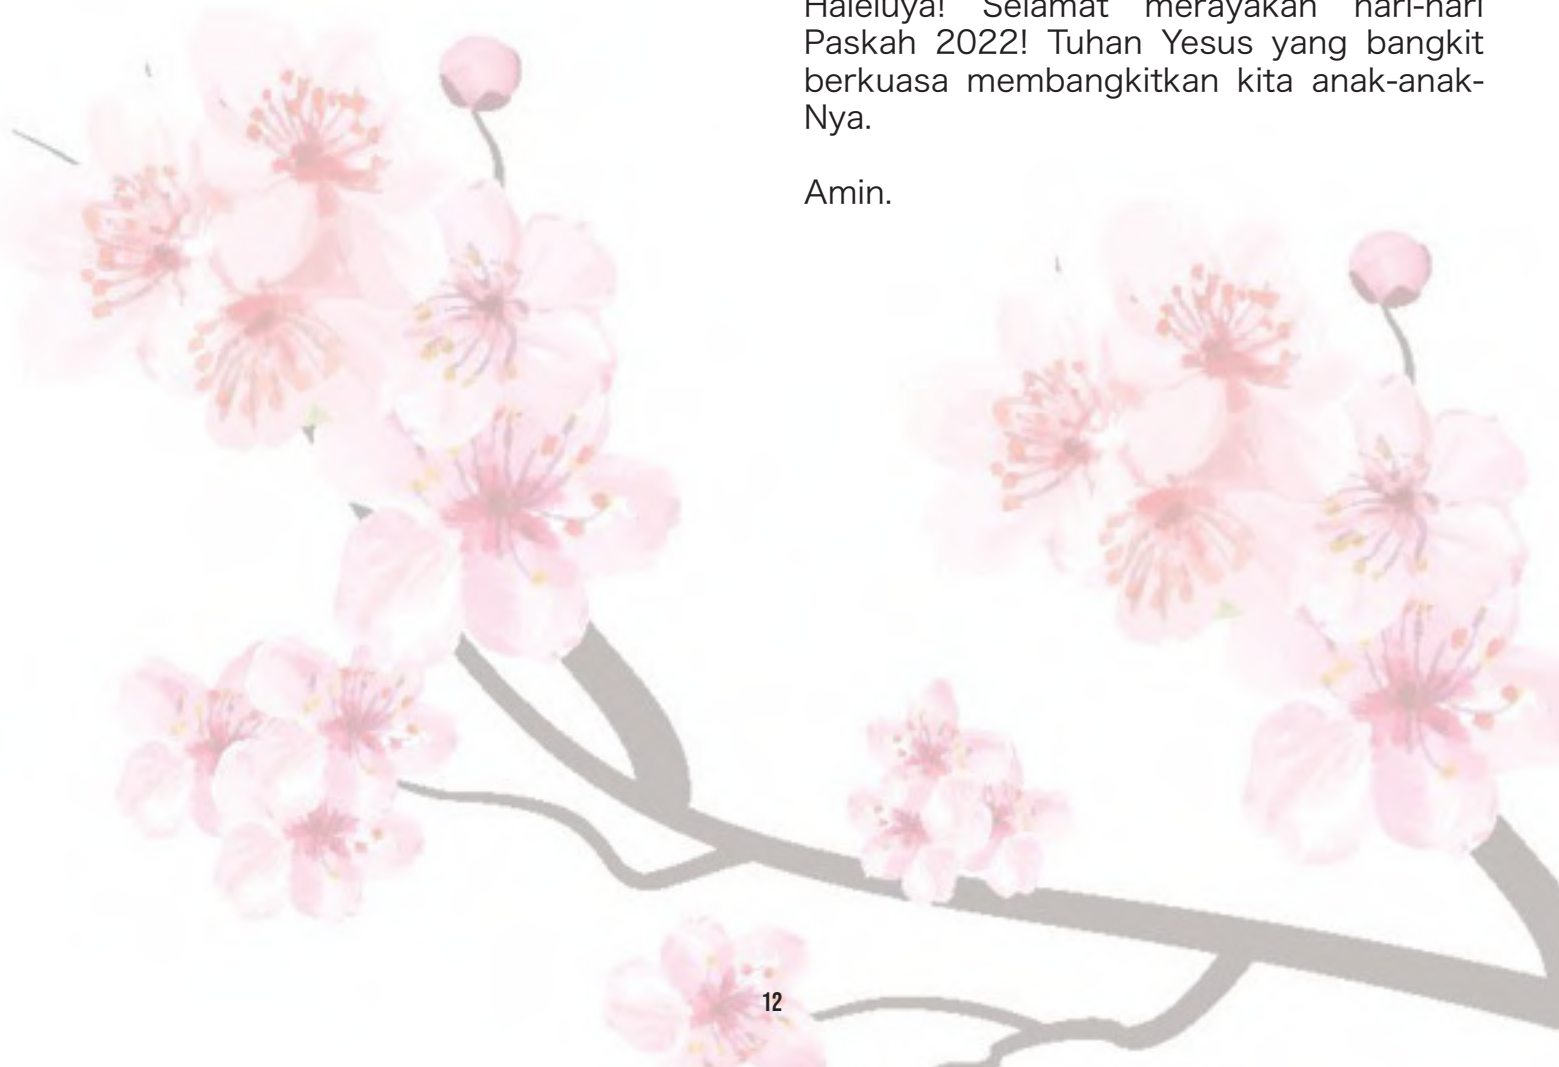 Haleluya! Selamat merayakan hari-hari
Paskah 2022! Tuhan Yesus yang bangkit
berkuasa membangkitkan kita anak-anak-
Nya.
Amin.
12